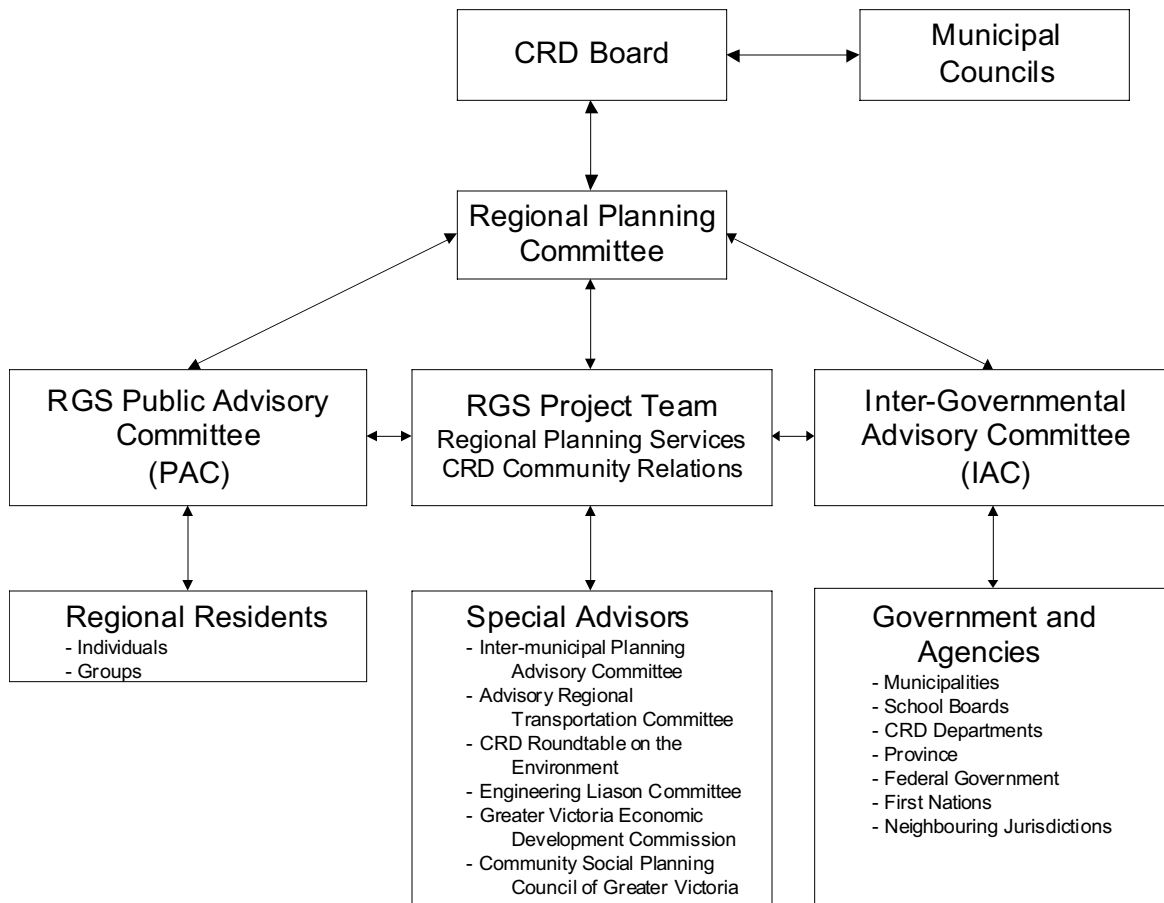 CRD Board
Municipal
Councils
Regional Planning
Committee
RGS Public Advisory
Committee
(PAC)
RGS Project Team
Regional Planning Services
CRD Community Relations
Inter-Governmental
Advisory Committee
(IAC)
Regional Residents
- Individuals
- Groups
Special Advisors
- Inter-municipal Planning
Advisory Committee
- Advisory Regional
Transportation Committee
- CRD Roundtable on the
Environment
- Engineering Liason Committee
- Greater Victoria Economic
Development Commission
- Community Social Planning
Council of Greater Victoria
Government and
Agencies
- Municipalities
- School Boards
- CRD Departments
- Province
- Federal Government
- First Nations
- Neighbouring Jurisdictions